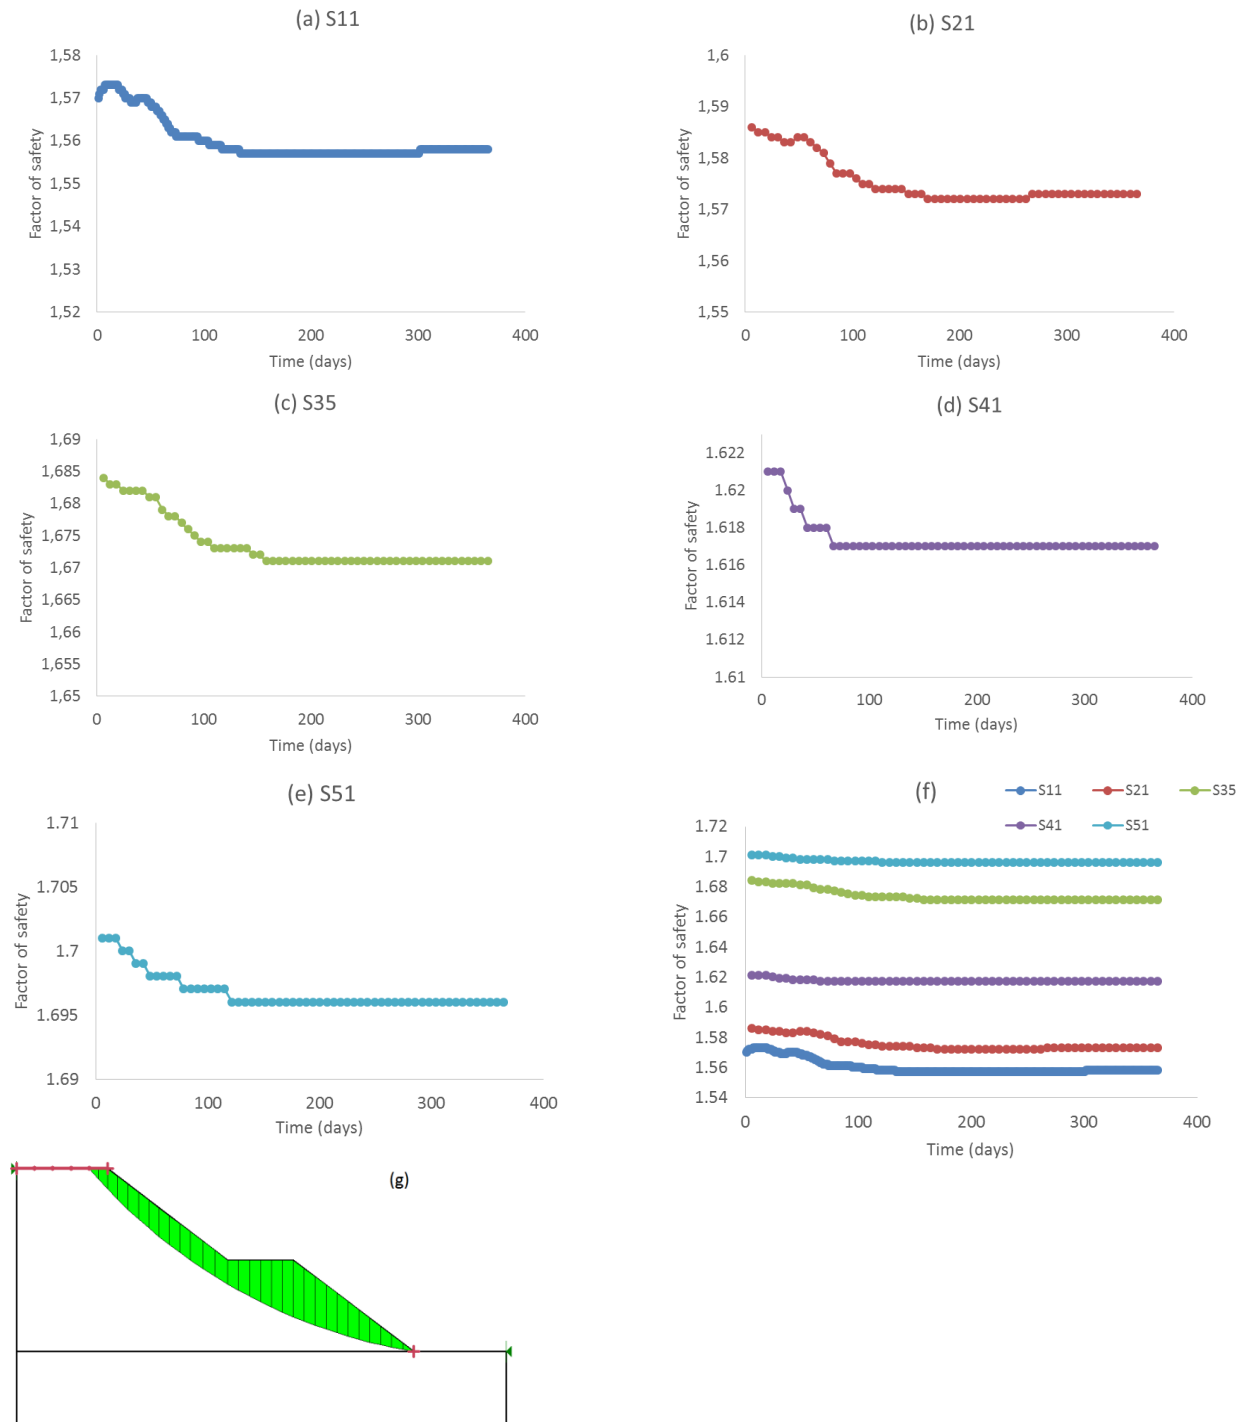 (a) S11
1,58
1,57
1,56
1,55
1,54
1,53
1,52
Factor of safety
0 100 200 300 400
Time (days)
(b) S21
1,6
1,59
1,58
1,57
1,56
1,55
Factor of safety
0 100 200 300 400
Time (days)
(c) S35
1,69
1,685
1,68
1,675
1,67
1,665
1,66
1,655
1,65
Factor of safety
0 100 200 300 400
Time (days)
(d) S41
1.622
1.62
1.618
1.616
1.614
1.612
1.61
Factor of safety
0 100 200 300 400
Time (days)
(e) S51
1.71
1.705
1.7
1.695
1.69
Factor of safety
0 100 200 300 400
Time (days)
(f)
S11 S21 S35
S41 S51
1.72
1.7
1.68
1.66
1.64
1.62
1.6
1.58
1.56
1.54
Factor of safety
0 100 200 300 400
Time (days)
(g)